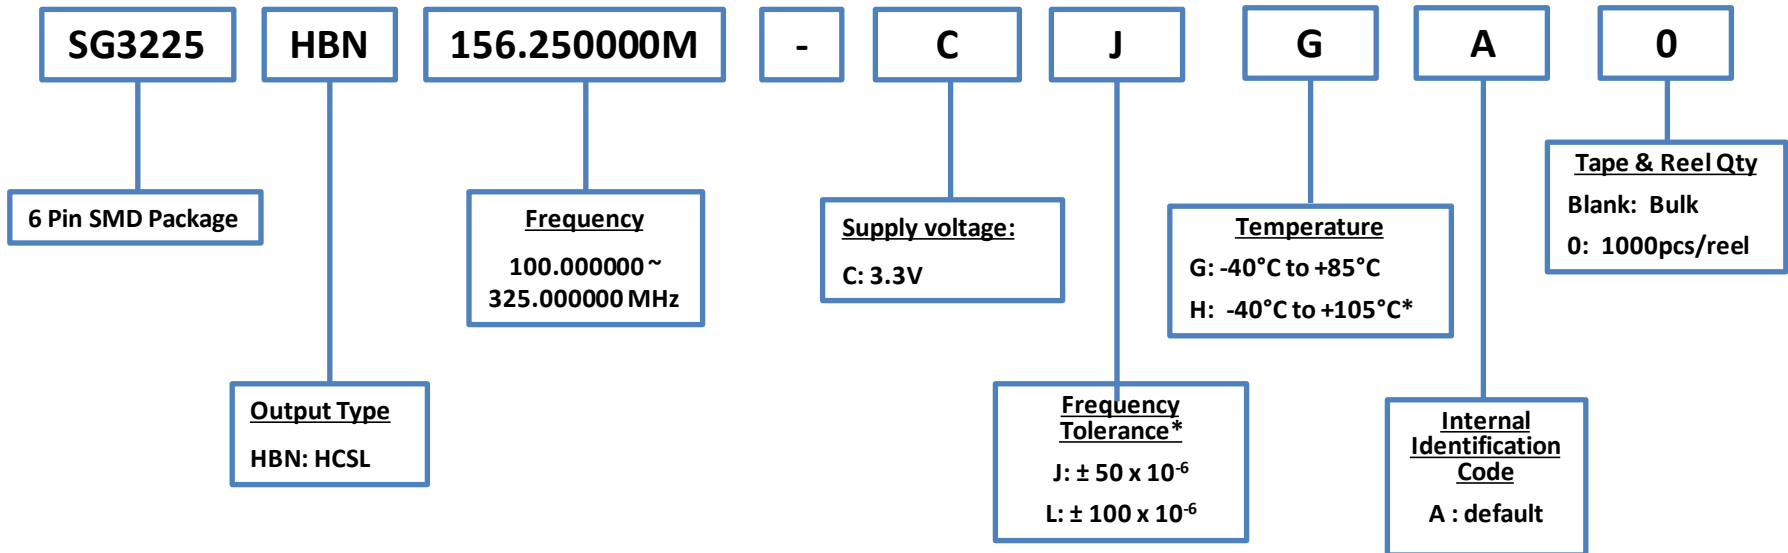 SG3225 HBN 156.250000M - C J G A 0
6 Pin SMD Package
Output Type
HBN: HCSL
Frequency
100.000000 ~
325.000000 MHz
Supply voltage:
C: 3.3V
Frequency
Tolerance*
J: ± 50 x 10⁻⁶
L: ± 100 x 10⁻⁶
Temperature
G: -40°C to +85°C
H: -40°C to +105°C*
Internal
Identification
Code
A : default
Tape & Reel Qty
Blank: Bulk
0: 1000pcs/reel